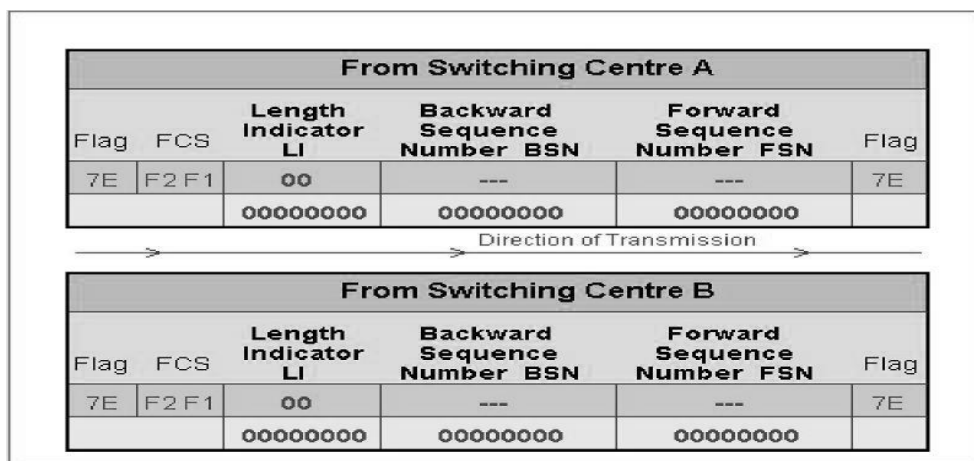 From Switching Centre A
Flag FCS Length Indicator LI Backward Sequence Number BSN Forward Sequence Number FSN Flag
7E F2 F1 00 --- --- 7E
00000000 00000000 00000000
Direction of Transmission
From Switching Centre B
Flag FCS Length Indicator LI Backward Sequence Number BSN Forward Sequence Number FSN Flag
7E F2 F1 00 --- --- 7E
00000000 00000000 00000000